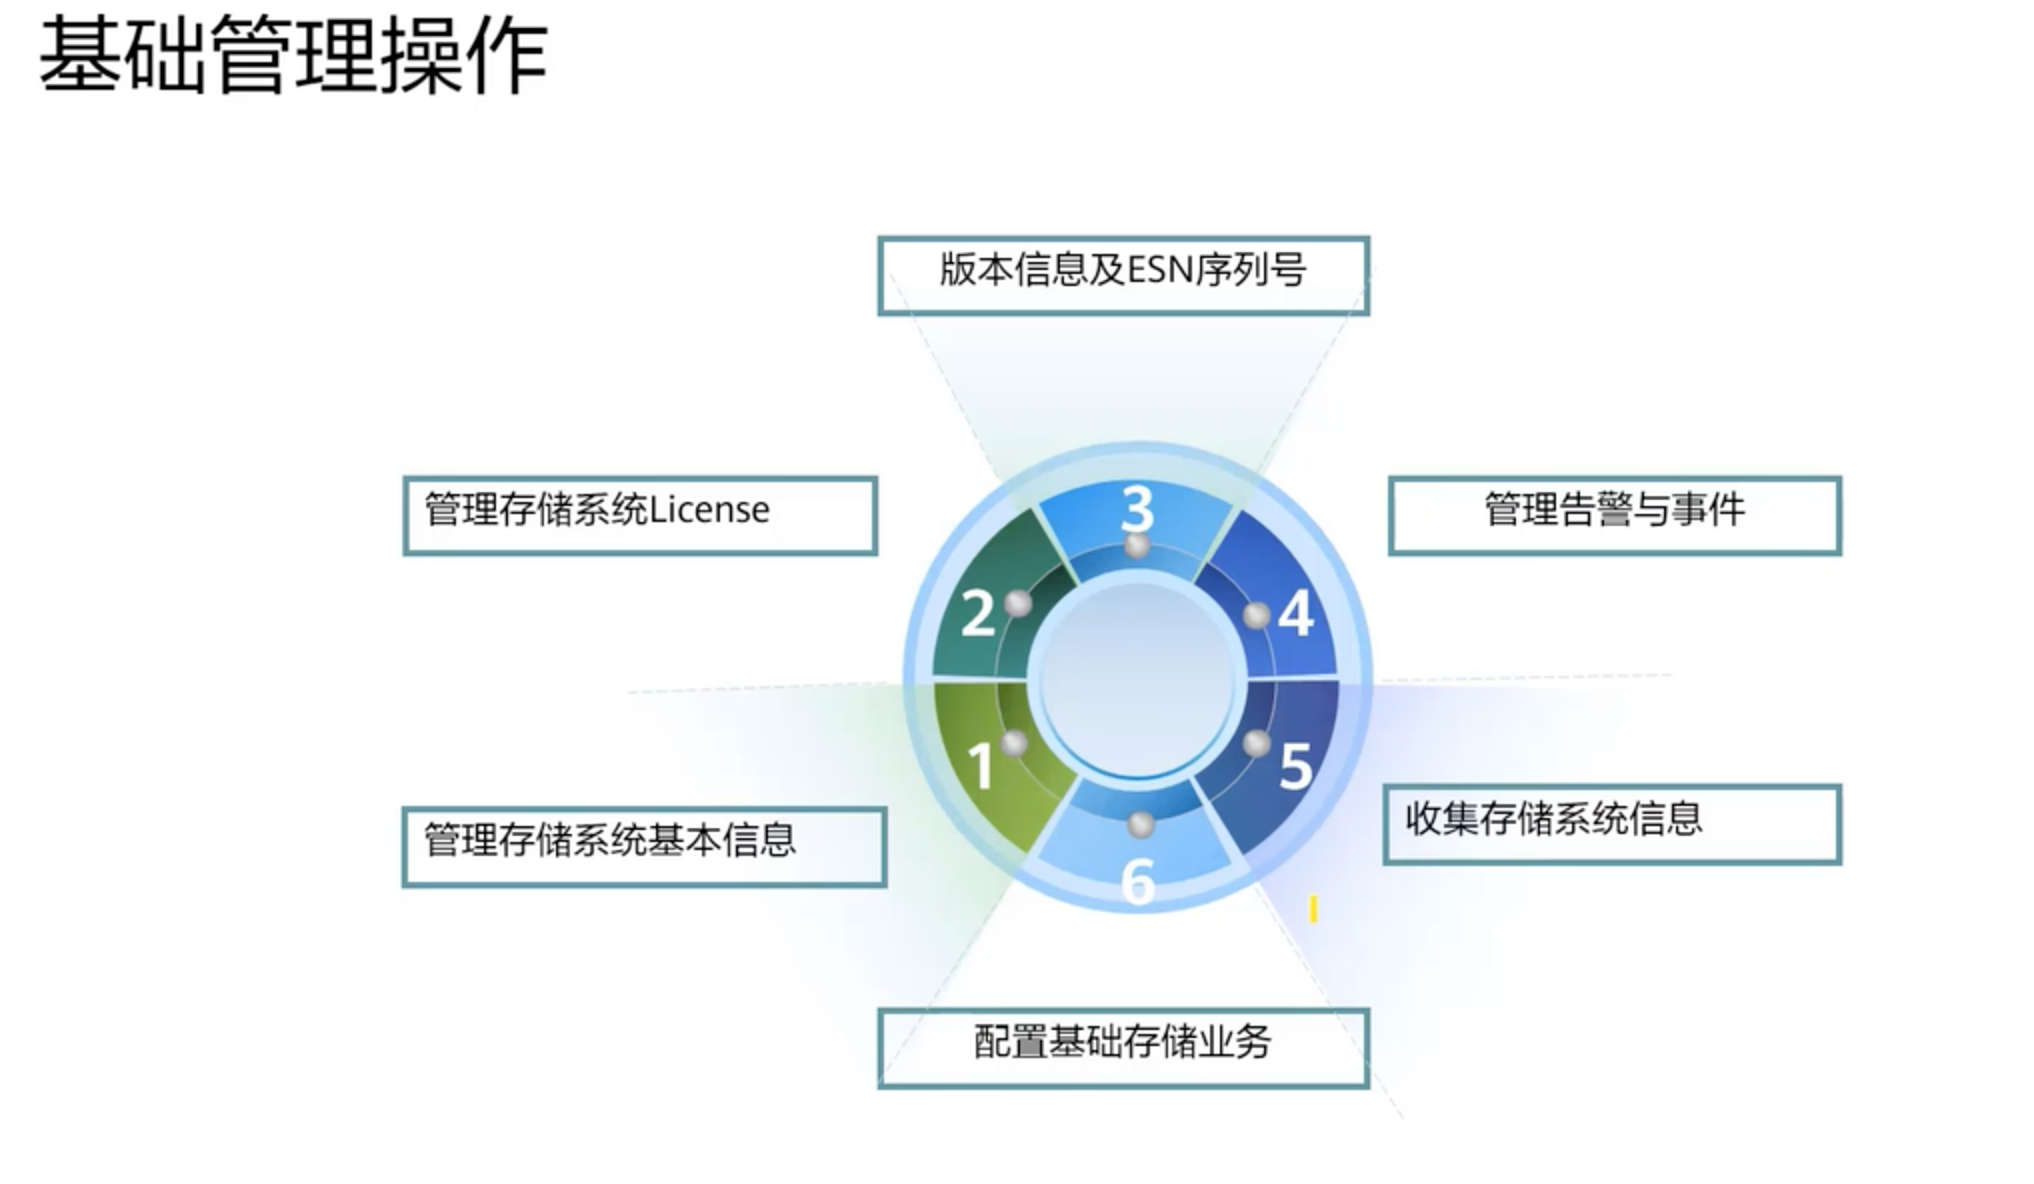 基础管理操作
版本信息及ESN序列号
管理存储系统License
管理告警与事件
3
2
4
1
5
6
管理存储系统基本信息
收集存储系统信息
配置基础存储业务